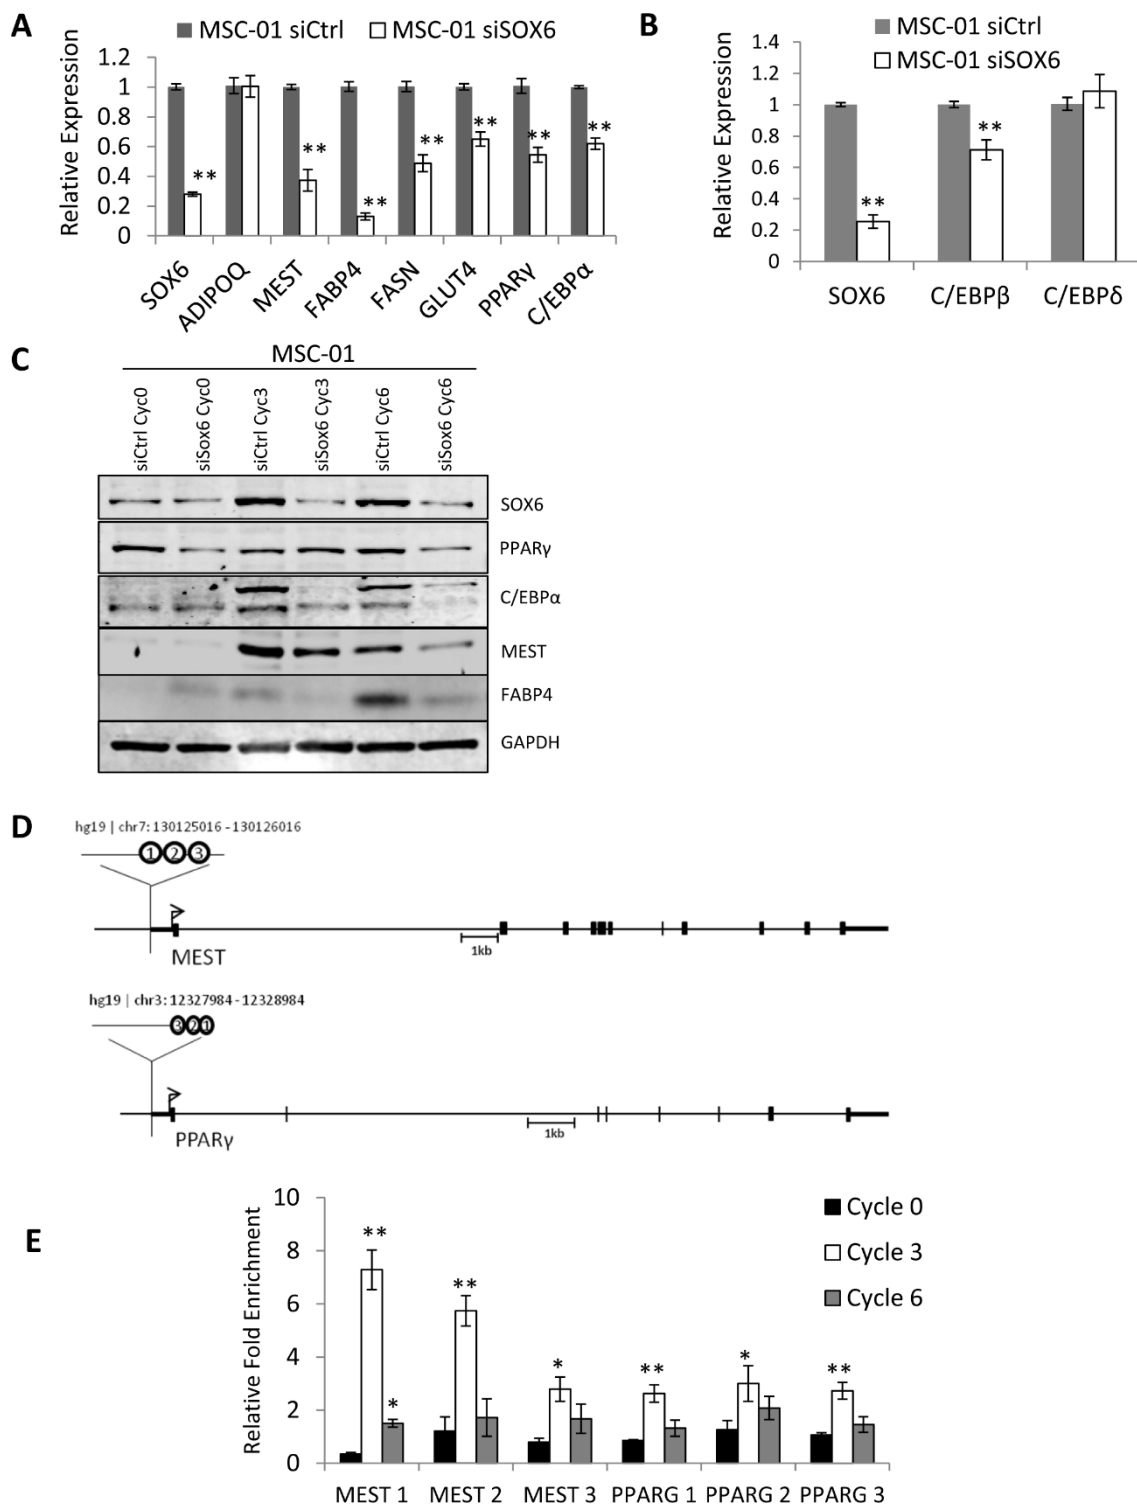 A
MSC-01 siCtrl
MSC-01 siSOX6
Relative Expression
1.2
1
0.8
0.6
0.4
0.2
0
**
**
**
**
**
**
**
SOX6
ADIPOQ
MEST
FABP4
FASN
GLUT4
PPARγ
C/EBPα
B
MSC-01 siCtrl
MSC-01 siSOX6
Relative Expression
1.4
1.2
1
0.8
0.6
0.4
0.2
0
**
**
SOX6
C/EBPβ
C/EBPδ
C
MSC-01
siCtrl Cyc0
siSox6 Cyc0
siCtrl Cyc3
siSox6 Cyc3
siCtrl Cyc6
siSox6 Cyc6
SOX6
PPARγ
C/EBPα
MEST
FABP4
GAPDH
D
hg19 | chr7: 130125016 - 130126016
1 2 3
1kb
MEST
hg19 | chr3: 12327984 - 12328984
3 2 1
1kb
PPARγ
E
Relative Fold Enrichment
10
8
6
4
2
0
Cycle 0
Cycle 3
Cycle 6
**
*
**
*
**
*
**
MEST 1
MEST 2
MEST 3
PPARG 1
PPARG 2
PPARG 3